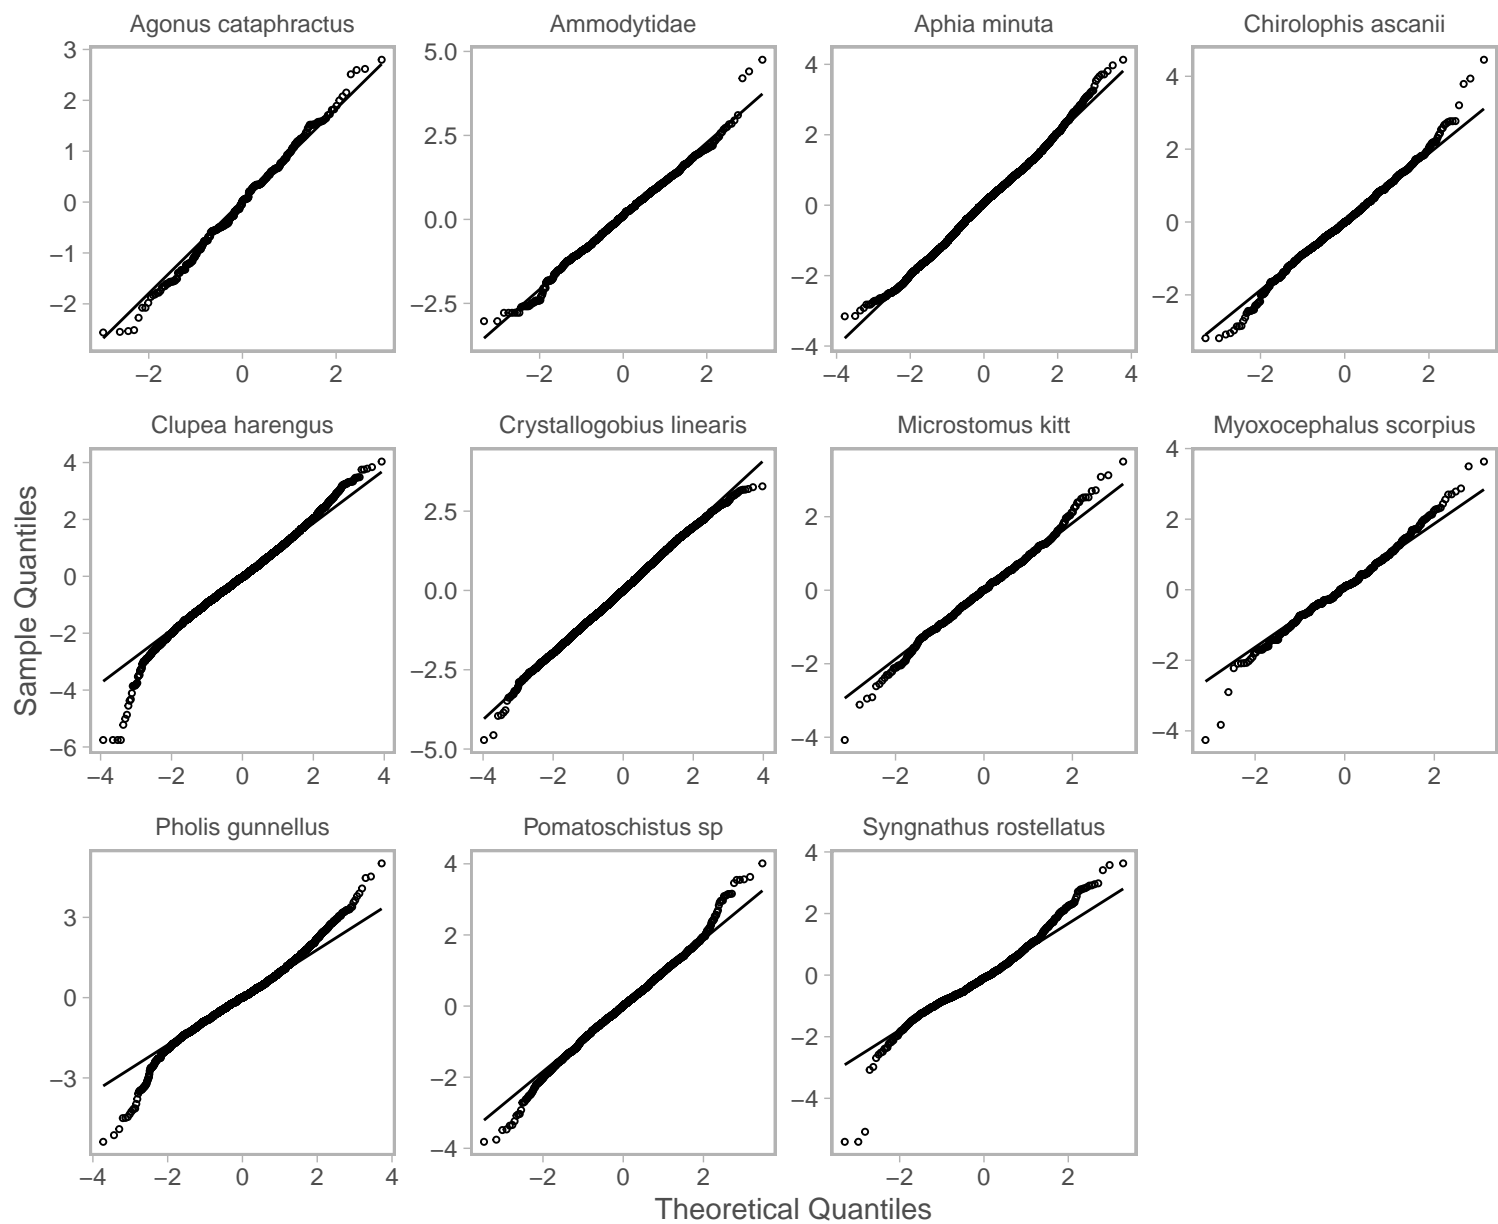 Agonus cataphractus
Ammodytidae
Aphia minuta
Chirolophis ascanii
3
2
1
0
−1
−2
−2 0 2
5.0
2.5
0.0
−2.5
−2 0 2
4
2
0
−2
−4
−4 −2 0 2 4
4
2
0
−2
−2 0 2
Clupea harengus
Crystallogobius linearis
Microstomus kitt
Myoxocephalus scorpius
4
2
0
−2
−4
−6
−4 −2 0 2 4
2.5
0.0
−2.5
−5.0
−4 −2 0 2 4
2
0
−2
−4
−2 0 2
4
2
0
−2
−4
−2 0 2
Pholis gunnellus
Pomatoschistus sp
Syngnathus rostellatus
3
0
−3
−4 −2 0 2 4
4
2
0
−2
−4
−2 0 2
4
2
0
−2
−4
−2 0 2
Sample Quantiles
Theoretical Quantiles